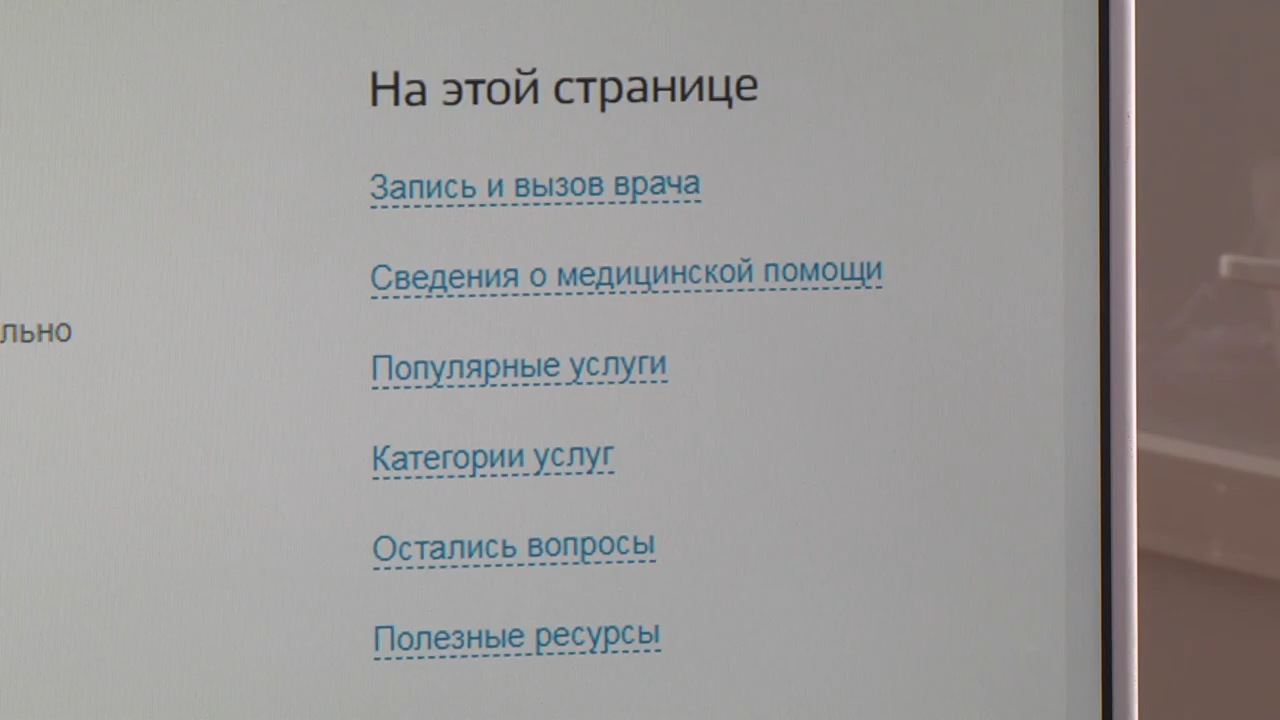 На этой странице
Запись и вызов врача
Сведения о медицинской помощи
льно
Популярные услуги
Категории услуг
Остались вопросы
Полезные ресурсы